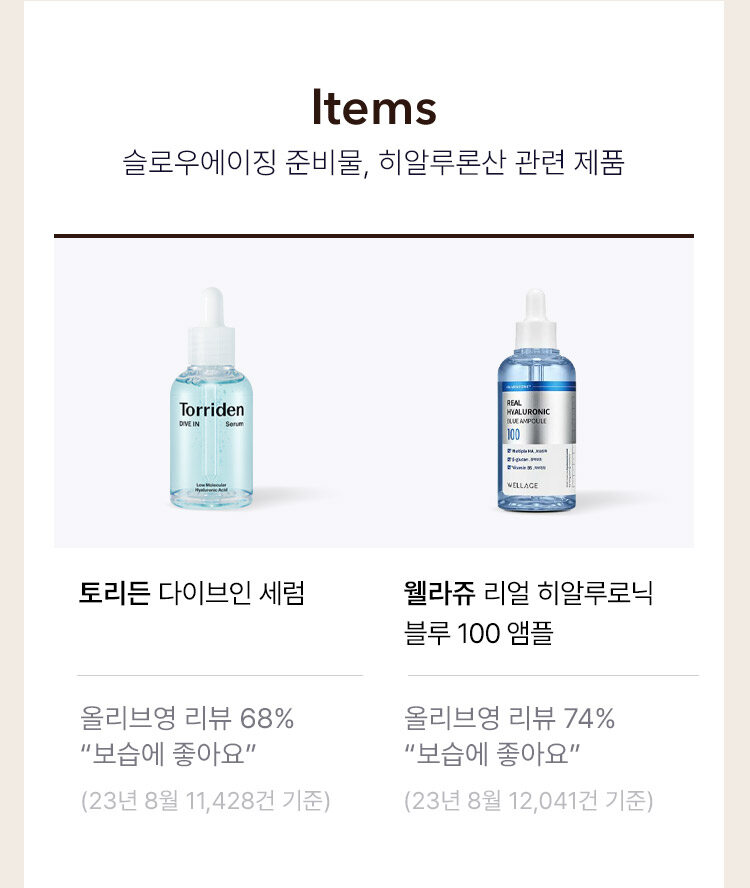 Items
슬로우에이징 준비물, 히알루론산 관련 제품
Torriden
DIVE IN Serum
Low Molecular
Hyaluronic Acid
REAL
HYALURONIC
BLUE AMPOULE
100
Multiple HA
β-glucan
Vitamin B5
WELLAGE
토리든 다이브인 세럼
웰라쥬 리얼 히알루로닉
블루 100 앰플
올리브영 리뷰 68%
“보습에 좋아요”
(23년 8월 11,428건 기준)
올리브영 리뷰 74%
“보습에 좋아요”
(23년 8월 12,041건 기준)